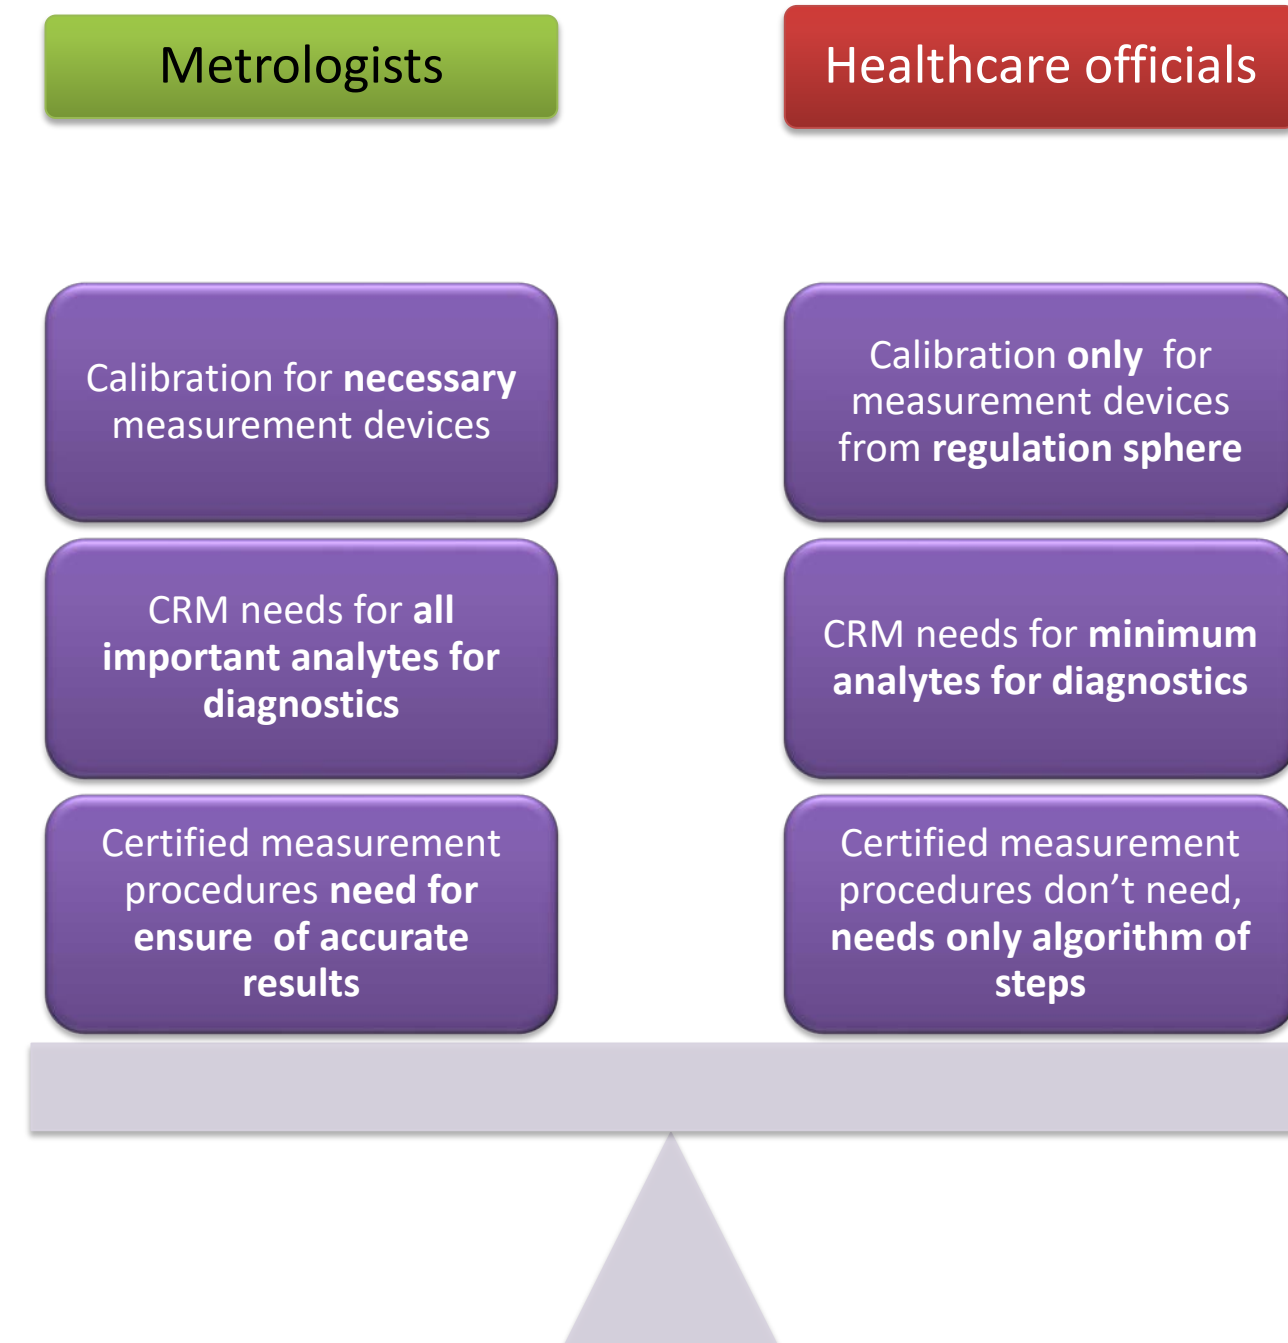 Metrologists
Healthcare officials
Calibration for necessary
measurement devices
Calibration only  for
measurement devices
from regulation sphere
CRM needs for all
important analytes for
diagnostics
CRM needs for minimum
analytes for diagnostics
Certified measurement
procedures need for
ensure  of accurate
results
Certified measurement
procedures don’t need,
needs only algorithm of
steps